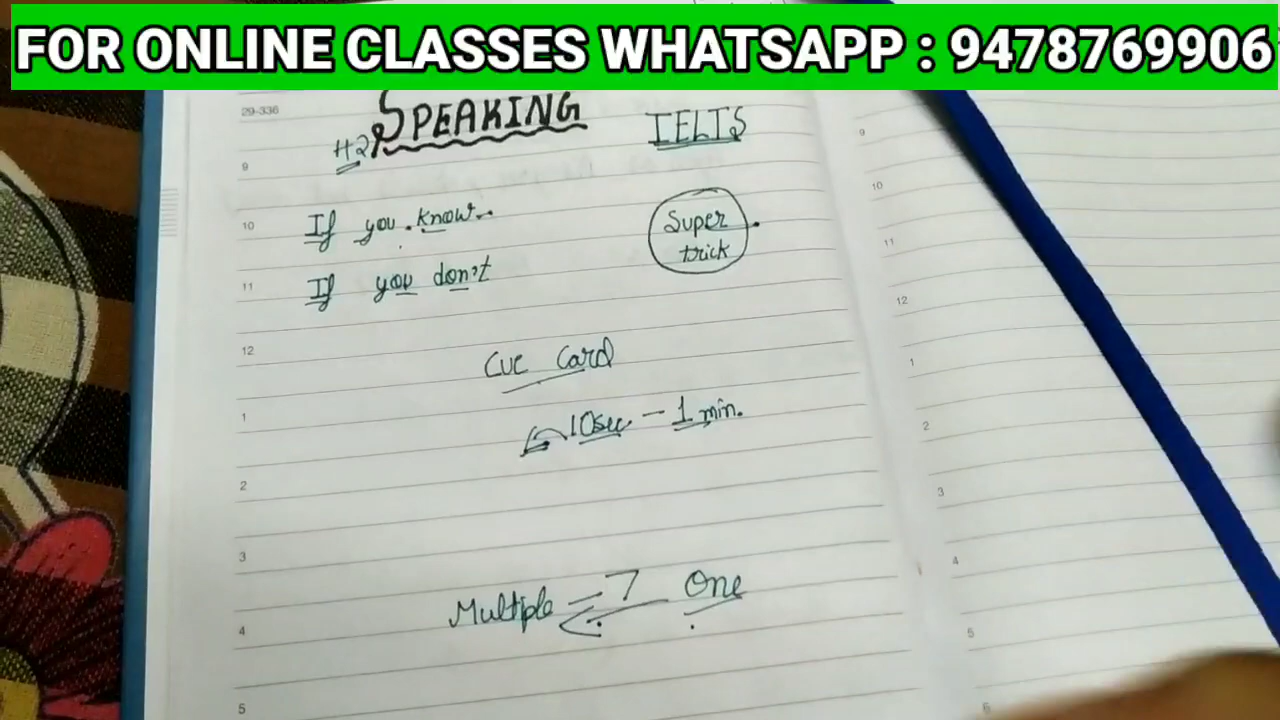 FOR ONLINE CLASSES WHATSAPP : 9478769906
29-336
SPEAKING
IELTS
#2
If you know..
Super
trick
If you don't
Cue Card
10sec - 1 min.
Multiple 7 One
9
10
11
12
1
2
3
4
5
9
10
11
12
1
2
3
4
5
6